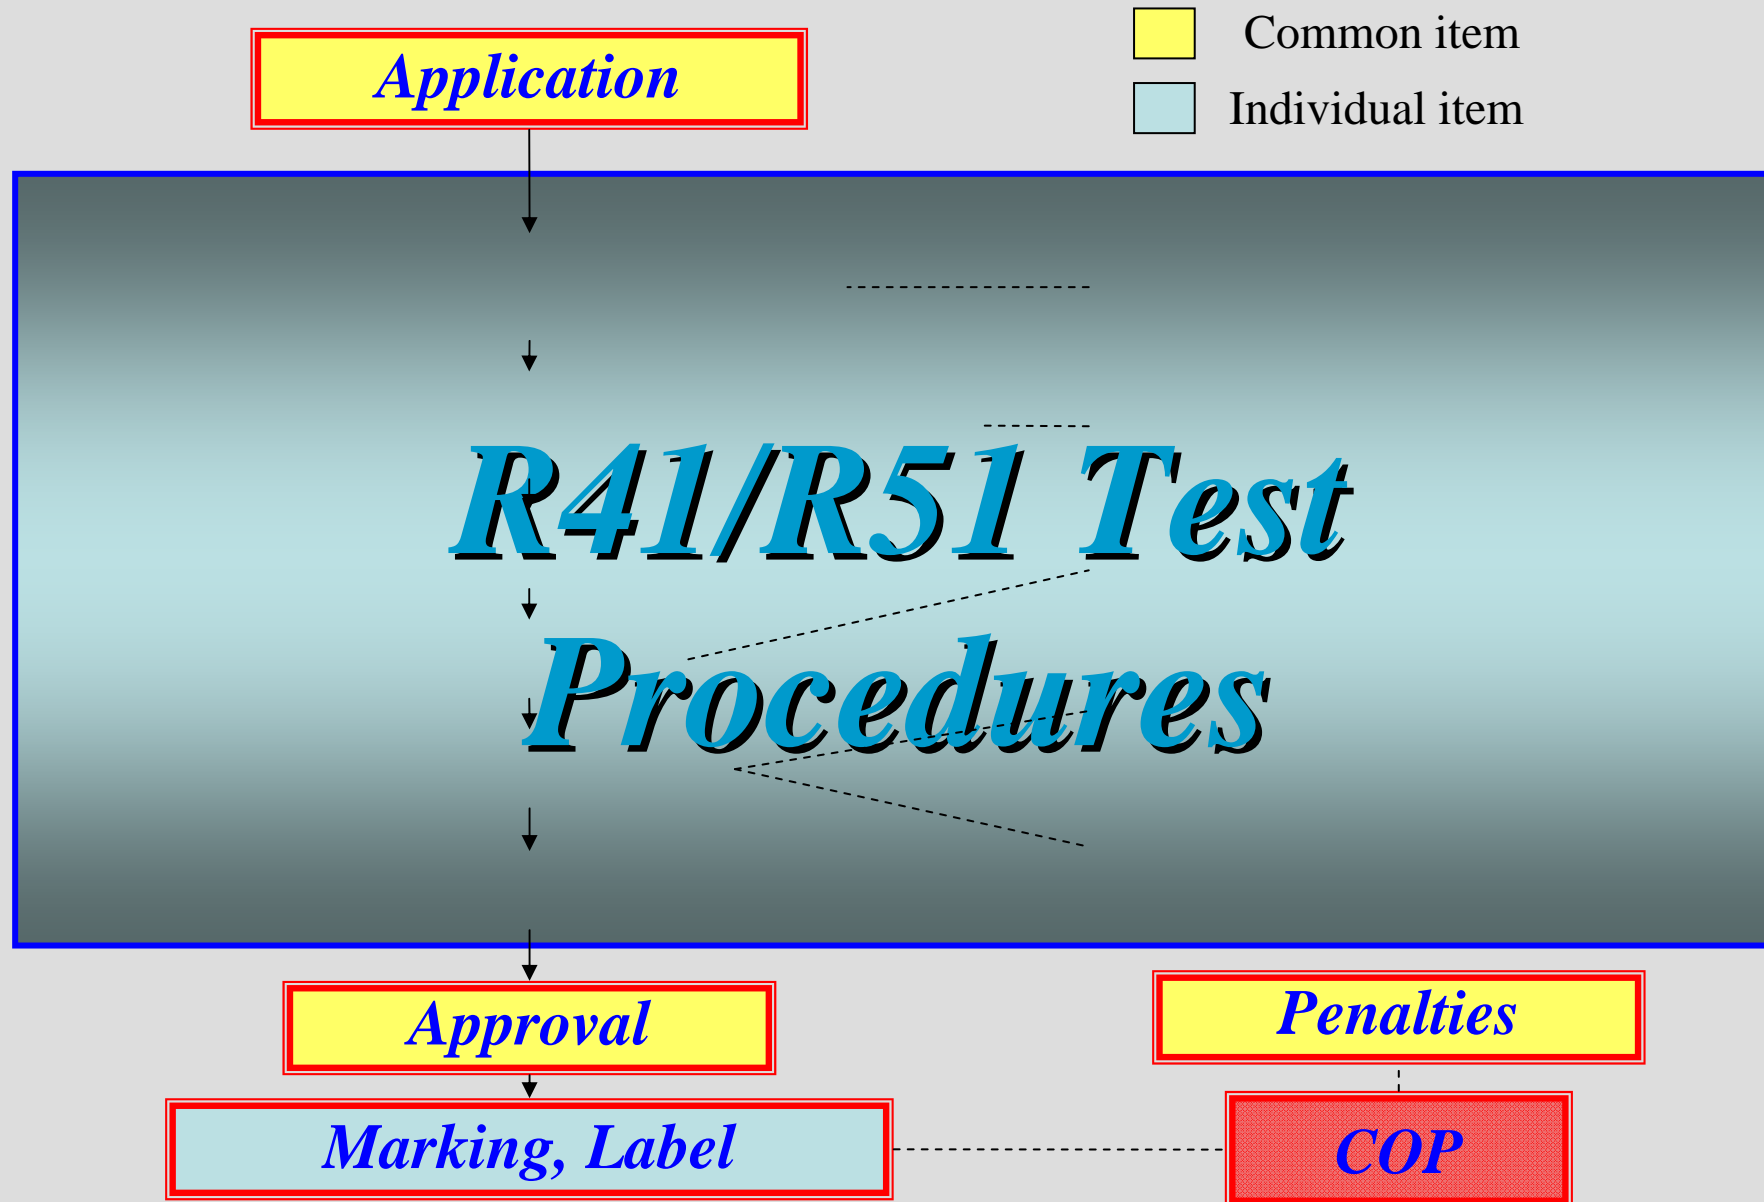 Application
Common item
Individual item
R41/R51 Test
Procedures
Approval
Penalties
Marking, Label
COP